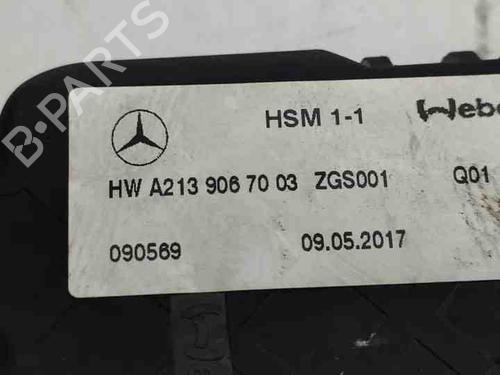 B-PARTS
HSM 1-1
HW A213 906 70 03 ZGS001 Q01
090569 09.05.2017